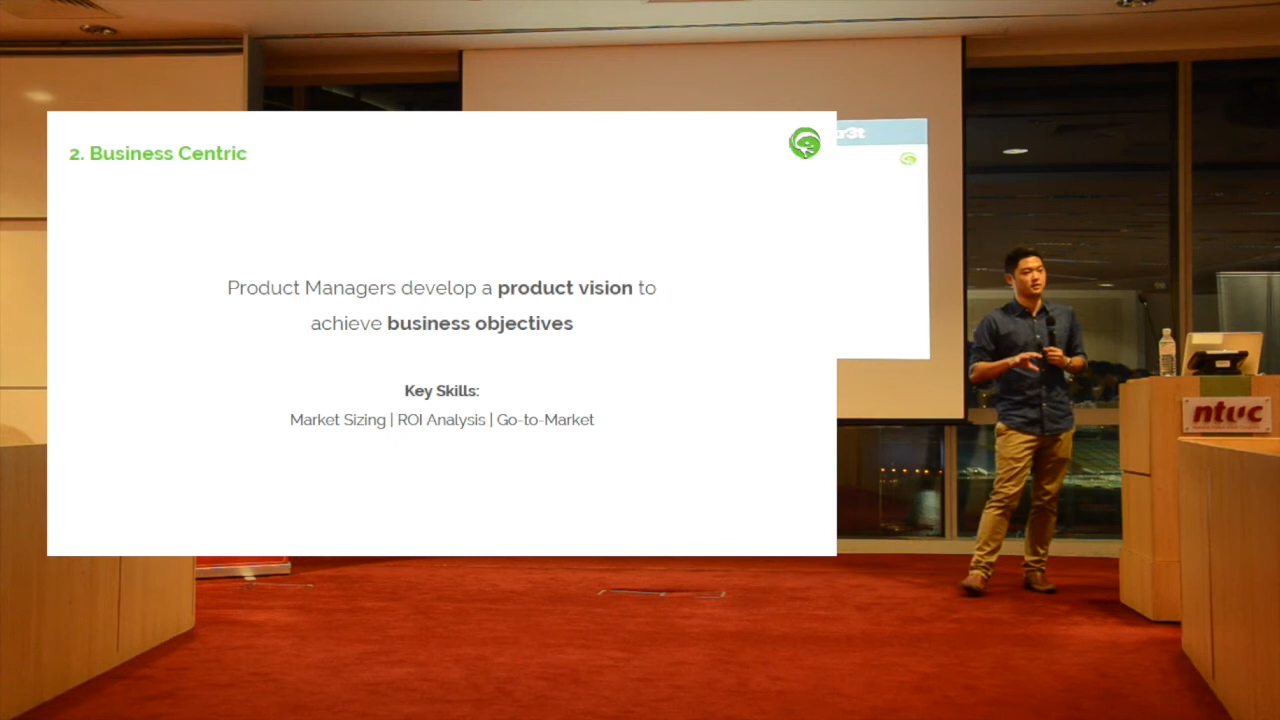 2. Business Centric
Product Managers develop a product vision to
achieve business objectives
Key Skills:
Market Sizing | ROI Analysis | Go-to-Market
r3t
ntuc